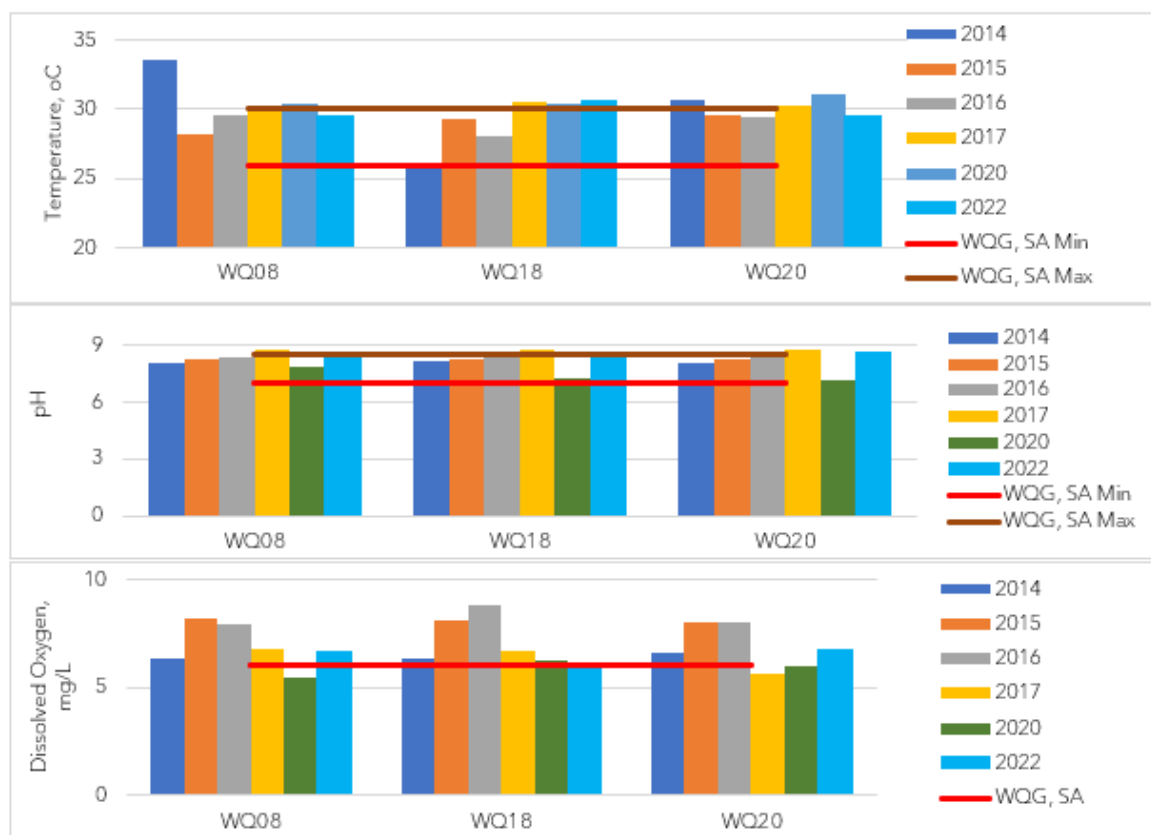 35
30
25
20
Temperature, oC
WQ08
WQ18
WQ20
2014
2015
2016
2017
2020
2022
WQG, SA Min
WQG, SA Max
9
6
3
0
pH
WQ08
WQ18
WQ20
2014
2015
2016
2017
2020
2022
WQG, SA Min
WQG, SA Max
10
5
0
Dissolved Oxygen,
mg/L
WQ08
WQ18
WQ20
2014
2015
2016
2017
2020
2022
WQG, SA